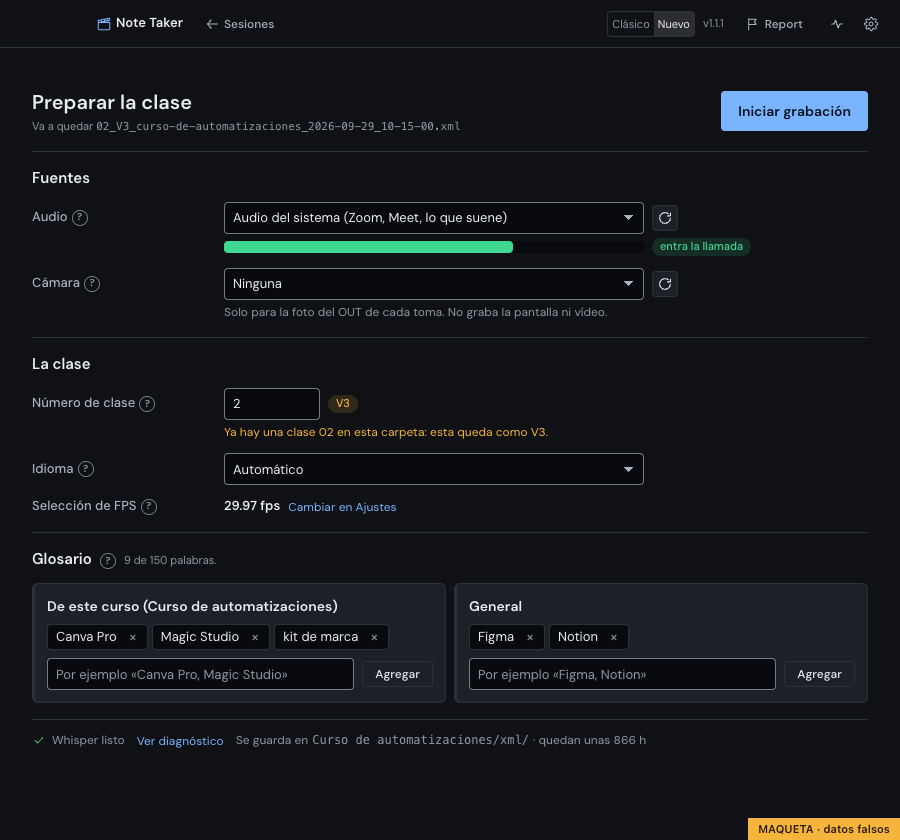 Note Taker
Sesiones
Clásico Nuevo v1.1.1 Report
Preparar la clase
Va a quedar 02_V3_curso-de-automatizaciones_2026-09-29_10-15-00.xml
Iniciar grabación
Fuentes
Audio ?
Audio del sistema (Zoom, Meet, lo que suene)
entra la llamada
Cámara ?
Ninguna
Solo para la foto del OUT de cada toma. No graba la pantalla ni vídeo.
La clase
Número de clase ?
2
V3
Ya hay una clase 02 en esta carpeta: esta queda como V3.
Idioma ?
Automático
Selección de FPS ?
29.97 fps Cambiar en Ajustes
Glosario ? 9 de 150 palabras.
De este curso (Curso de automatizaciones)
Canva Pro × Magic Studio × kit de marca ×
Por ejemplo «Canva Pro, Magic Studio»
Agregar
General
Figma × Notion ×
Por ejemplo «Figma, Notion»
Agregar
Whisper listo Ver diagnóstico Se guarda en Curso de automatizaciones/xml/ · quedan unas 866 h
MAQUETA · datos falsos